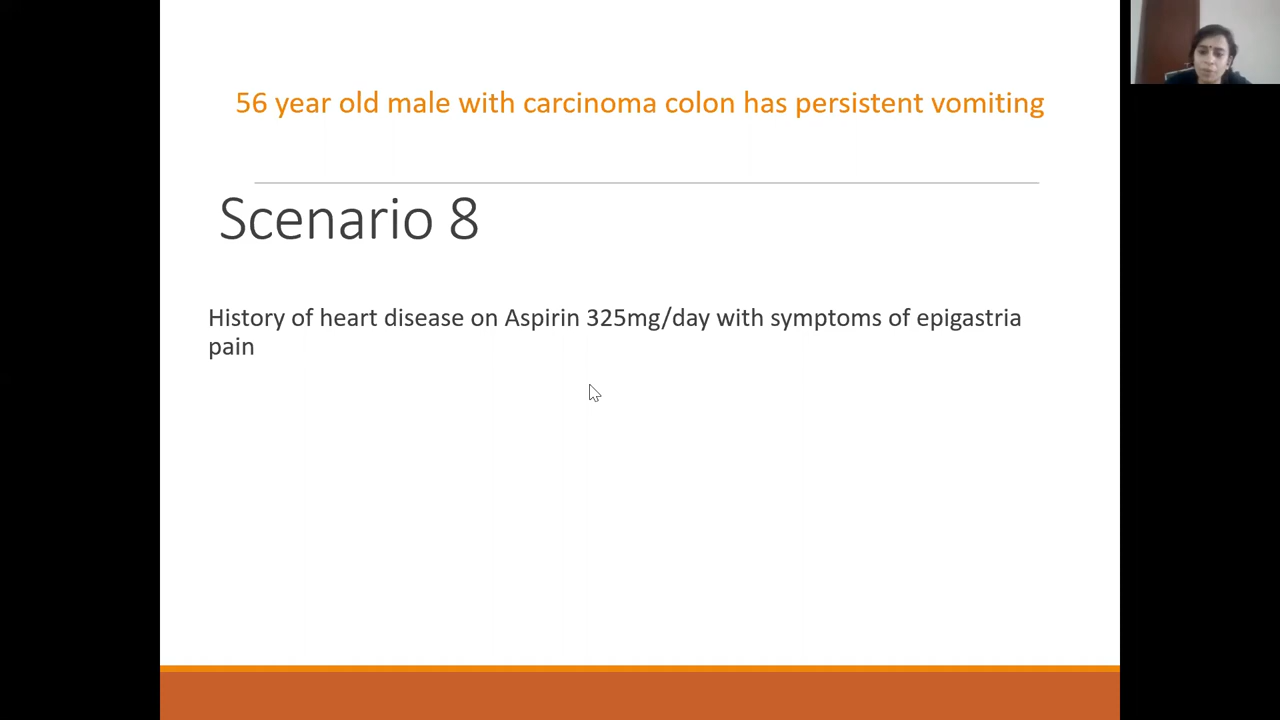 56 year old male with carcinoma colon has persistent vomiting
Scenario 8
History of heart disease on Aspirin 325mg/day with symptoms of epigastria
pain